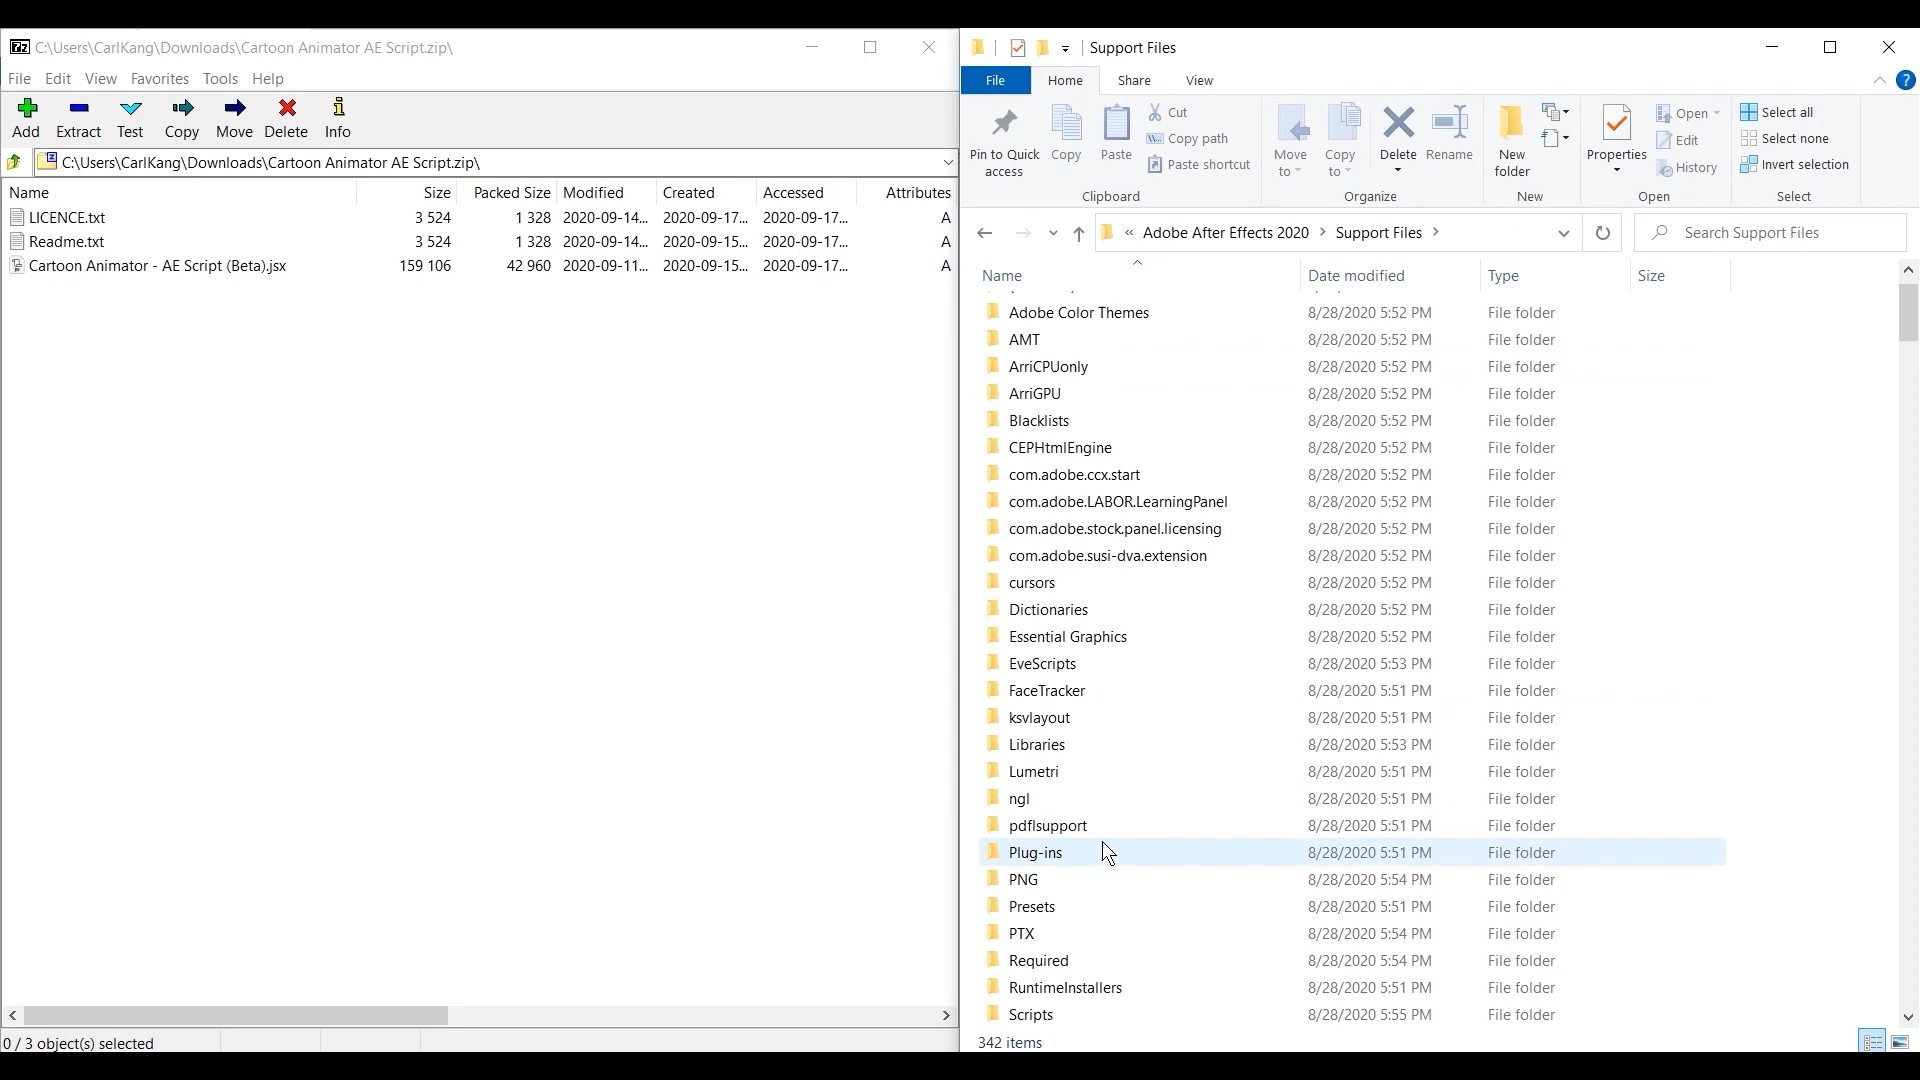 C:\Users\CarlKang\Downloads\Cartoon Animator AE Script.zip\
File Edit View Favorites Tools Help
Add Extract Test Copy Move Delete Info
C:\Users\CarlKang\Downloads\Cartoon Animator AE Script.zip\
Name Size Packed Size Modified Created Accessed Attributes
LICENCE.txt 3 524 1 328 2020-09-14... 2020-09-17... 2020-09-17... A
Readme.txt 3 524 1 328 2020-09-14... 2020-09-15... 2020-09-17... A
Cartoon Animator - AE Script (Beta).jsx 159 106 42 960 2020-09-11... 2020-09-15... 2020-09-17... A
0 / 3 object(s) selected
Support Files
File Home Share View
Pin to Quick access
Copy
Paste
Cut
Copy path
Paste shortcut
Clipboard
Move to
Copy to
Delete
Rename
Organize
New folder
New
Properties
Open
Edit
History
Open
Select all
Select none
Invert selection
Select
« Adobe After Effects 2020 > Support Files >
Search Support Files
Name Date modified Type Size
Adobe Color Themes 8/28/2020 5:52 PM File folder
AMT 8/28/2020 5:52 PM File folder
ArriCPUonly 8/28/2020 5:52 PM File folder
ArriGPU 8/28/2020 5:52 PM File folder
Blacklists 8/28/2020 5:52 PM File folder
CEPHtmlEngine 8/28/2020 5:52 PM File folder
com.adobe.ccx.start 8/28/2020 5:52 PM File folder
com.adobe.LABOR.LearningPanel 8/28/2020 5:52 PM File folder
com.adobe.stock.panel.licensing 8/28/2020 5:52 PM File folder
com.adobe.susi-dva.extension 8/28/2020 5:52 PM File folder
cursors 8/28/2020 5:52 PM File folder
Dictionaries 8/28/2020 5:52 PM File folder
Essential Graphics 8/28/2020 5:52 PM File folder
EveScripts 8/28/2020 5:53 PM File folder
FaceTracker 8/28/2020 5:51 PM File folder
ksvlayout 8/28/2020 5:51 PM File folder
Libraries 8/28/2020 5:53 PM File folder
Lumetri 8/28/2020 5:51 PM File folder
ngl 8/28/2020 5:51 PM File folder
pdflsupport 8/28/2020 5:51 PM File folder
Plug-ins 8/28/2020 5:51 PM File folder
PNG 8/28/2020 5:54 PM File folder
Presets 8/28/2020 5:51 PM File folder
PTX 8/28/2020 5:54 PM File folder
Required 8/28/2020 5:54 PM File folder
RuntimeInstallers 8/28/2020 5:51 PM File folder
Scripts 8/28/2020 5:55 PM File folder
342 items